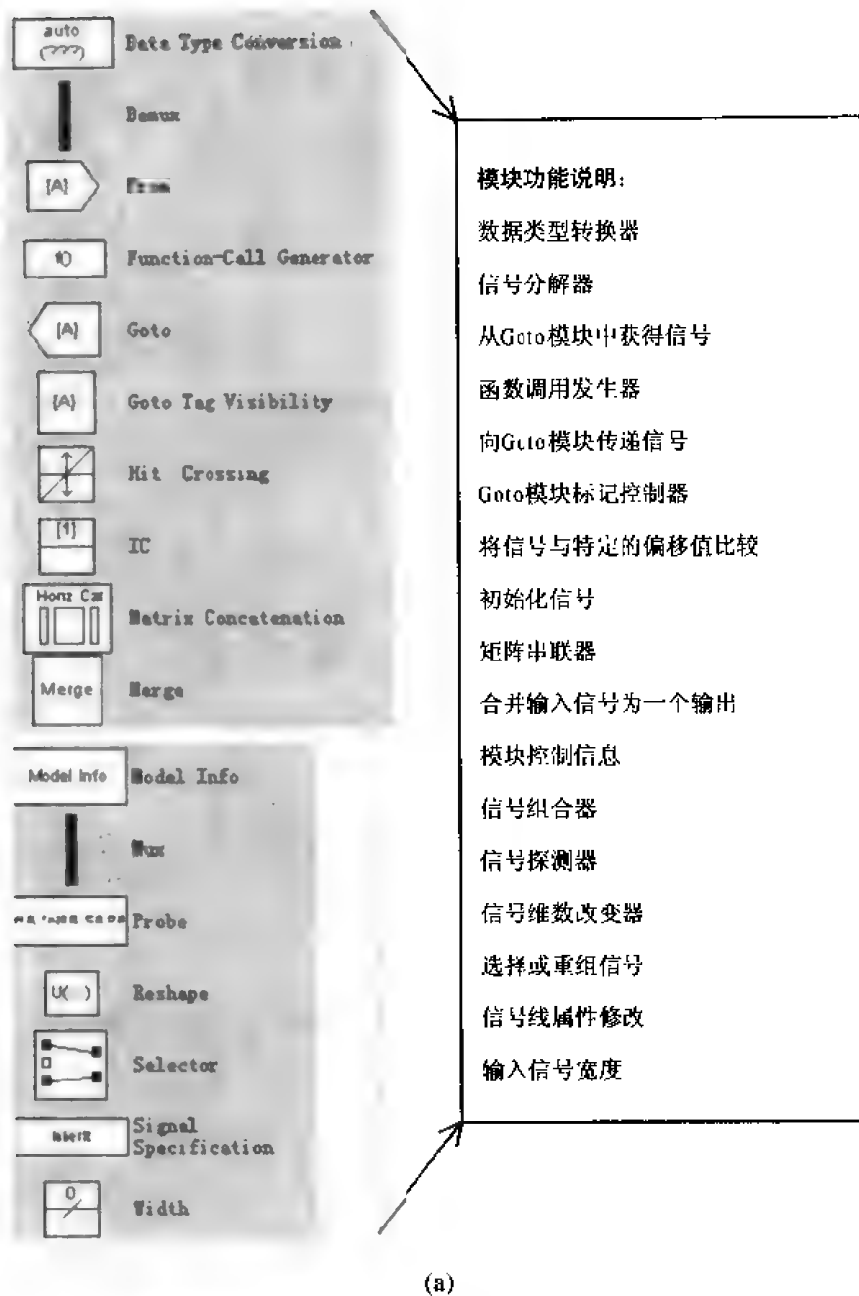 auto
(???)
Data Type Conversion
Demux
[A]
From
f()
Function-Call Generator
[A]
Goto
{A}
Goto Tag Visibility
Hit Crossing
[1]
IC
Horiz Cat
Matrix Concatenation
Merge
Merge
Model Info
Model Info
Mux
Probe
U( )
Reshape
Selector
Signal
Specification
0
Width
模块功能说明:
数据类型转换器
信号分解器
从Goto模块中获得信号
函数调用发生器
向Goto模块传递信号
Goto模块标记控制器
将信号与特定的偏移值比较
初始化信号
矩阵串联器
合并输入信号为一个输出
模块控制信息
信号组合器
信号探测器
信号维数改变器
选择或重组信号
信号线属性修改
输入信号宽度
(a)